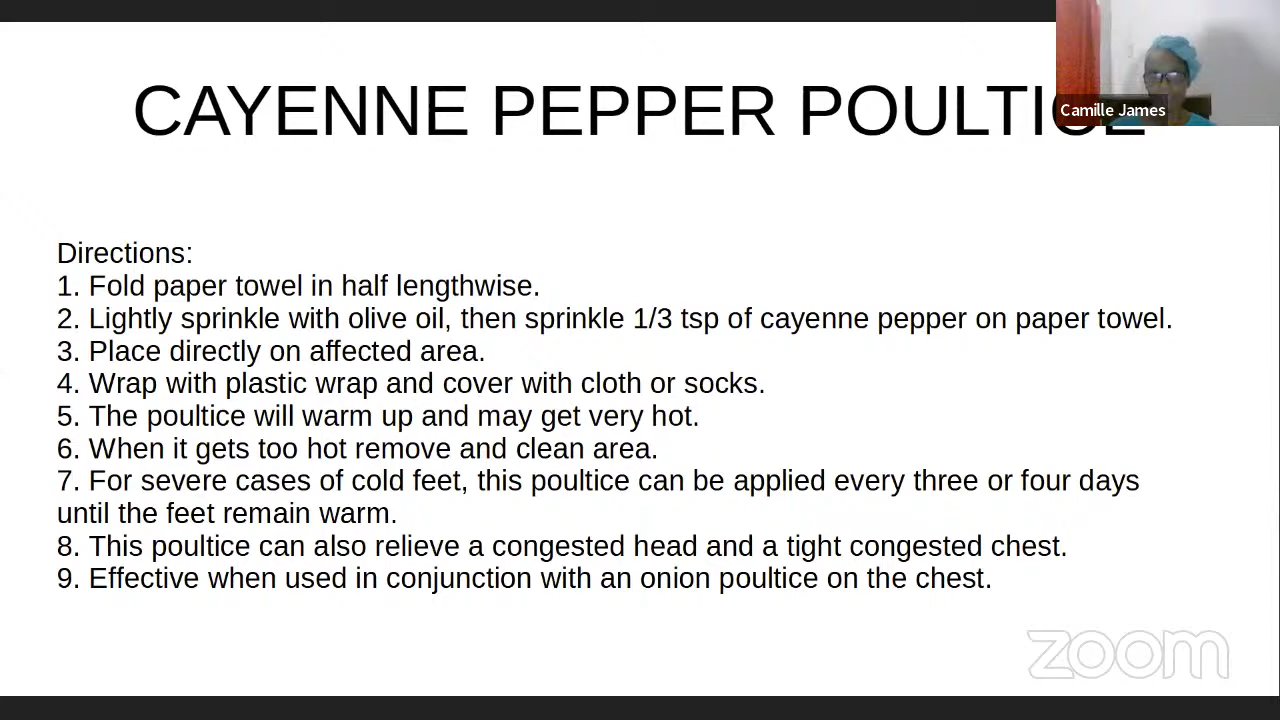 CAYENNE PEPPER POULTICE
Camille James
Directions:
1. Fold paper towel in half lengthwise.
2. Lightly sprinkle with olive oil, then sprinkle 1/3 tsp of cayenne pepper on paper towel.
3. Place directly on affected area.
4. Wrap with plastic wrap and cover with cloth or socks.
5. The poultice will warm up and may get very hot.
6. When it gets too hot remove and clean area.
7. For severe cases of cold feet, this poultice can be applied every three or four days
until the feet remain warm.
8. This poultice can also relieve a congested head and a tight congested chest.
9. Effective when used in conjunction with an onion poultice on the chest.
zoom